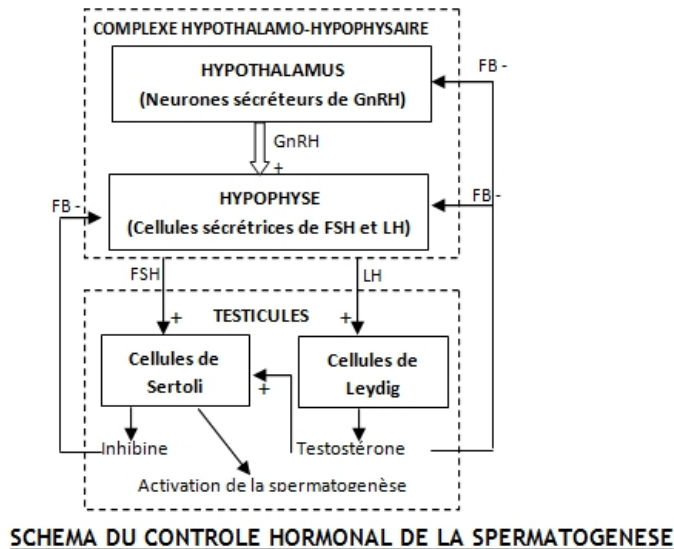 COMPLEXE HYPOTHALAMO-HYPOPHYSAIRE
HYPOTHALAMUS
(Neurones sécréteurs de GnRH)
FB -
GnRH
+
HYPOPHYSE
(Cellules sécrétrices de FSH et LH)
FB -
FB -
FSH
LH
+
TESTICULES
+
Cellules de
Sertoli
+
Cellules de
Leydig
Inhibine
Testostérone
Activation de la spermatogenèse
SCHEMA DU CONTROLE HORMONAL DE LA SPERMATOGENESE